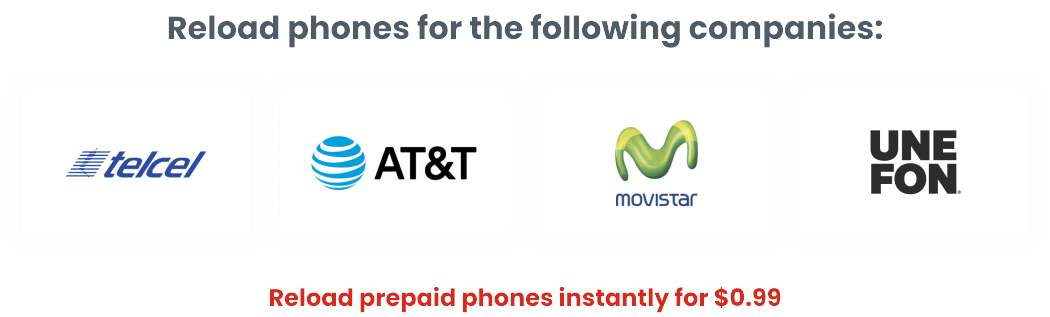 Reload phones for the following companies:
telcel
AT&T
movistar
UNE
FON
Reload prepaid phones instantly for $0.99